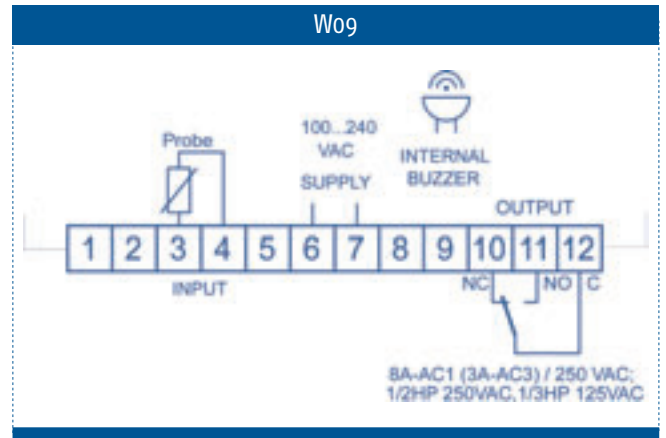 W09
Probe
100...240
VAC
SUPPLY
INTERNAL
BUZZER
OUTPUT
1 2 3 4 5 6 7 8 9 10 11 12
INPUT
NC NO C
8A-AC1 (3A-AC3) / 250 VAC;
1/2HP 250VAC, 1/3HP 125VAC